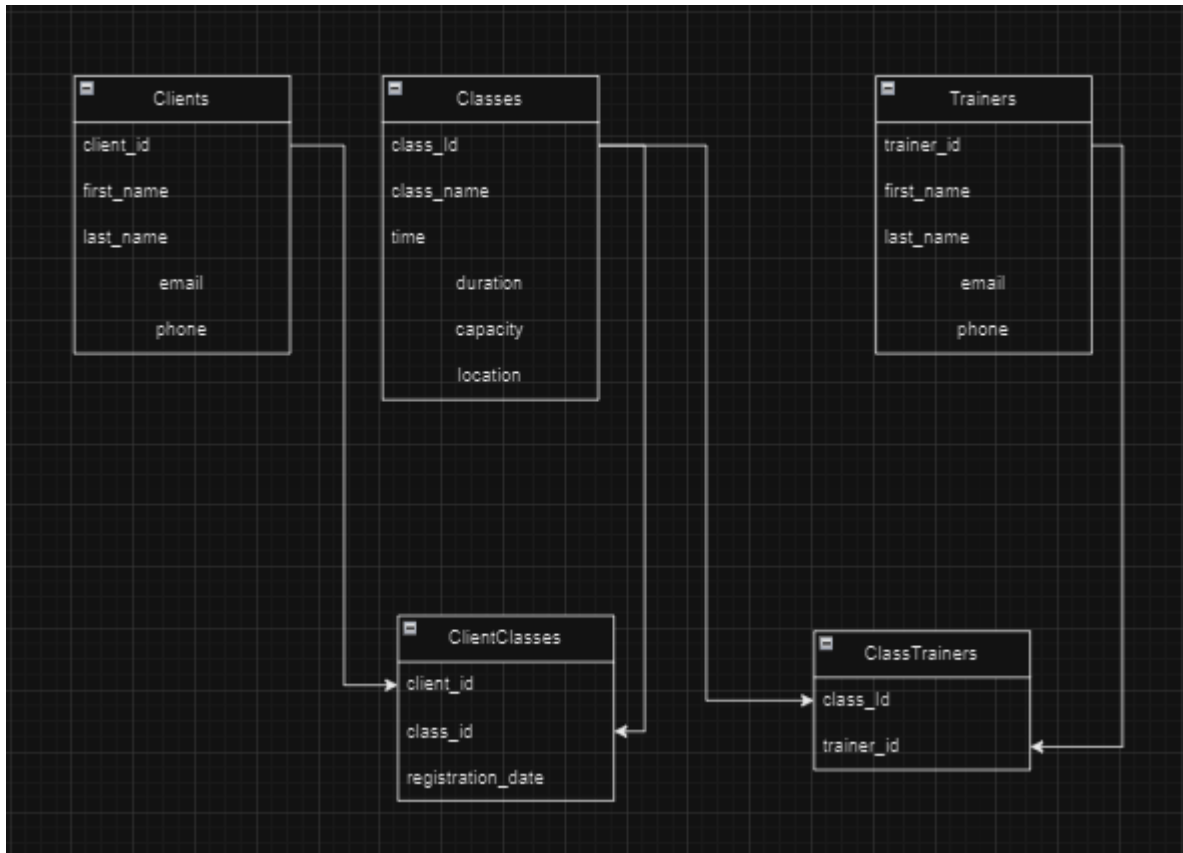 Clients
client_id
first_name
last_name
email
phone
Classes
class_Id
class_name
time
duration
capacity
location
Trainers
trainer_id
first_name
last_name
email
phone
ClientClasses
client_id
class_id
registration_date
ClassTrainers
class_Id
trainer_id